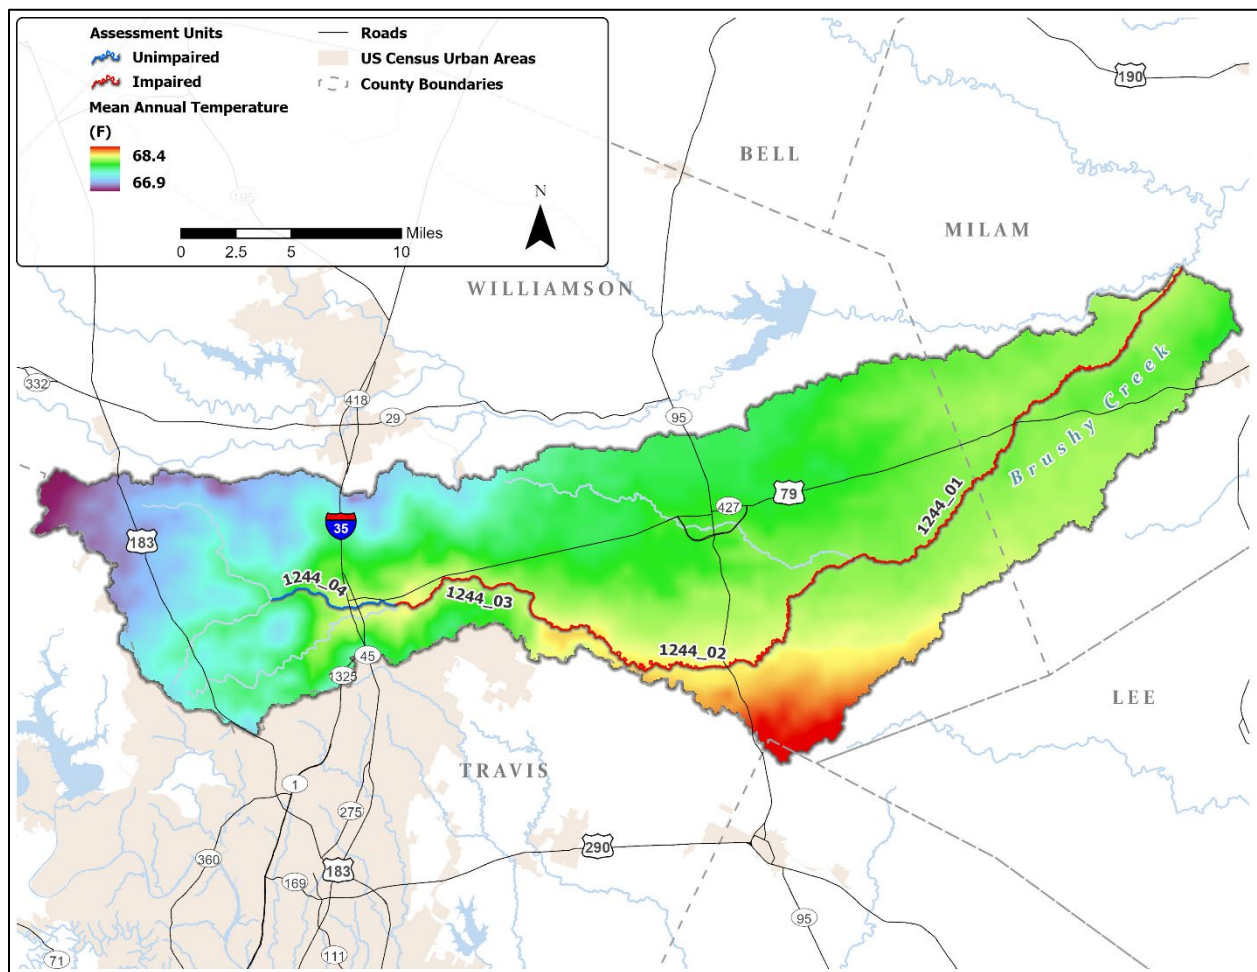 Assessment Units
Unimpaired
Impaired
Mean Annual Temperature
(F)
68.4
66.9
Roads
US Census Urban Areas
County Boundaries
195
N
Miles
0 2.5 5 10
190
BELL
MILAM
WILLIAMSON
332
418
29
95
Brushy Creek
427
79
1244_01
35
183
1244_04
1244_03
1244_02
45
1325
LEE
TRAVIS
1
275
290
360
183
169
95
111
71